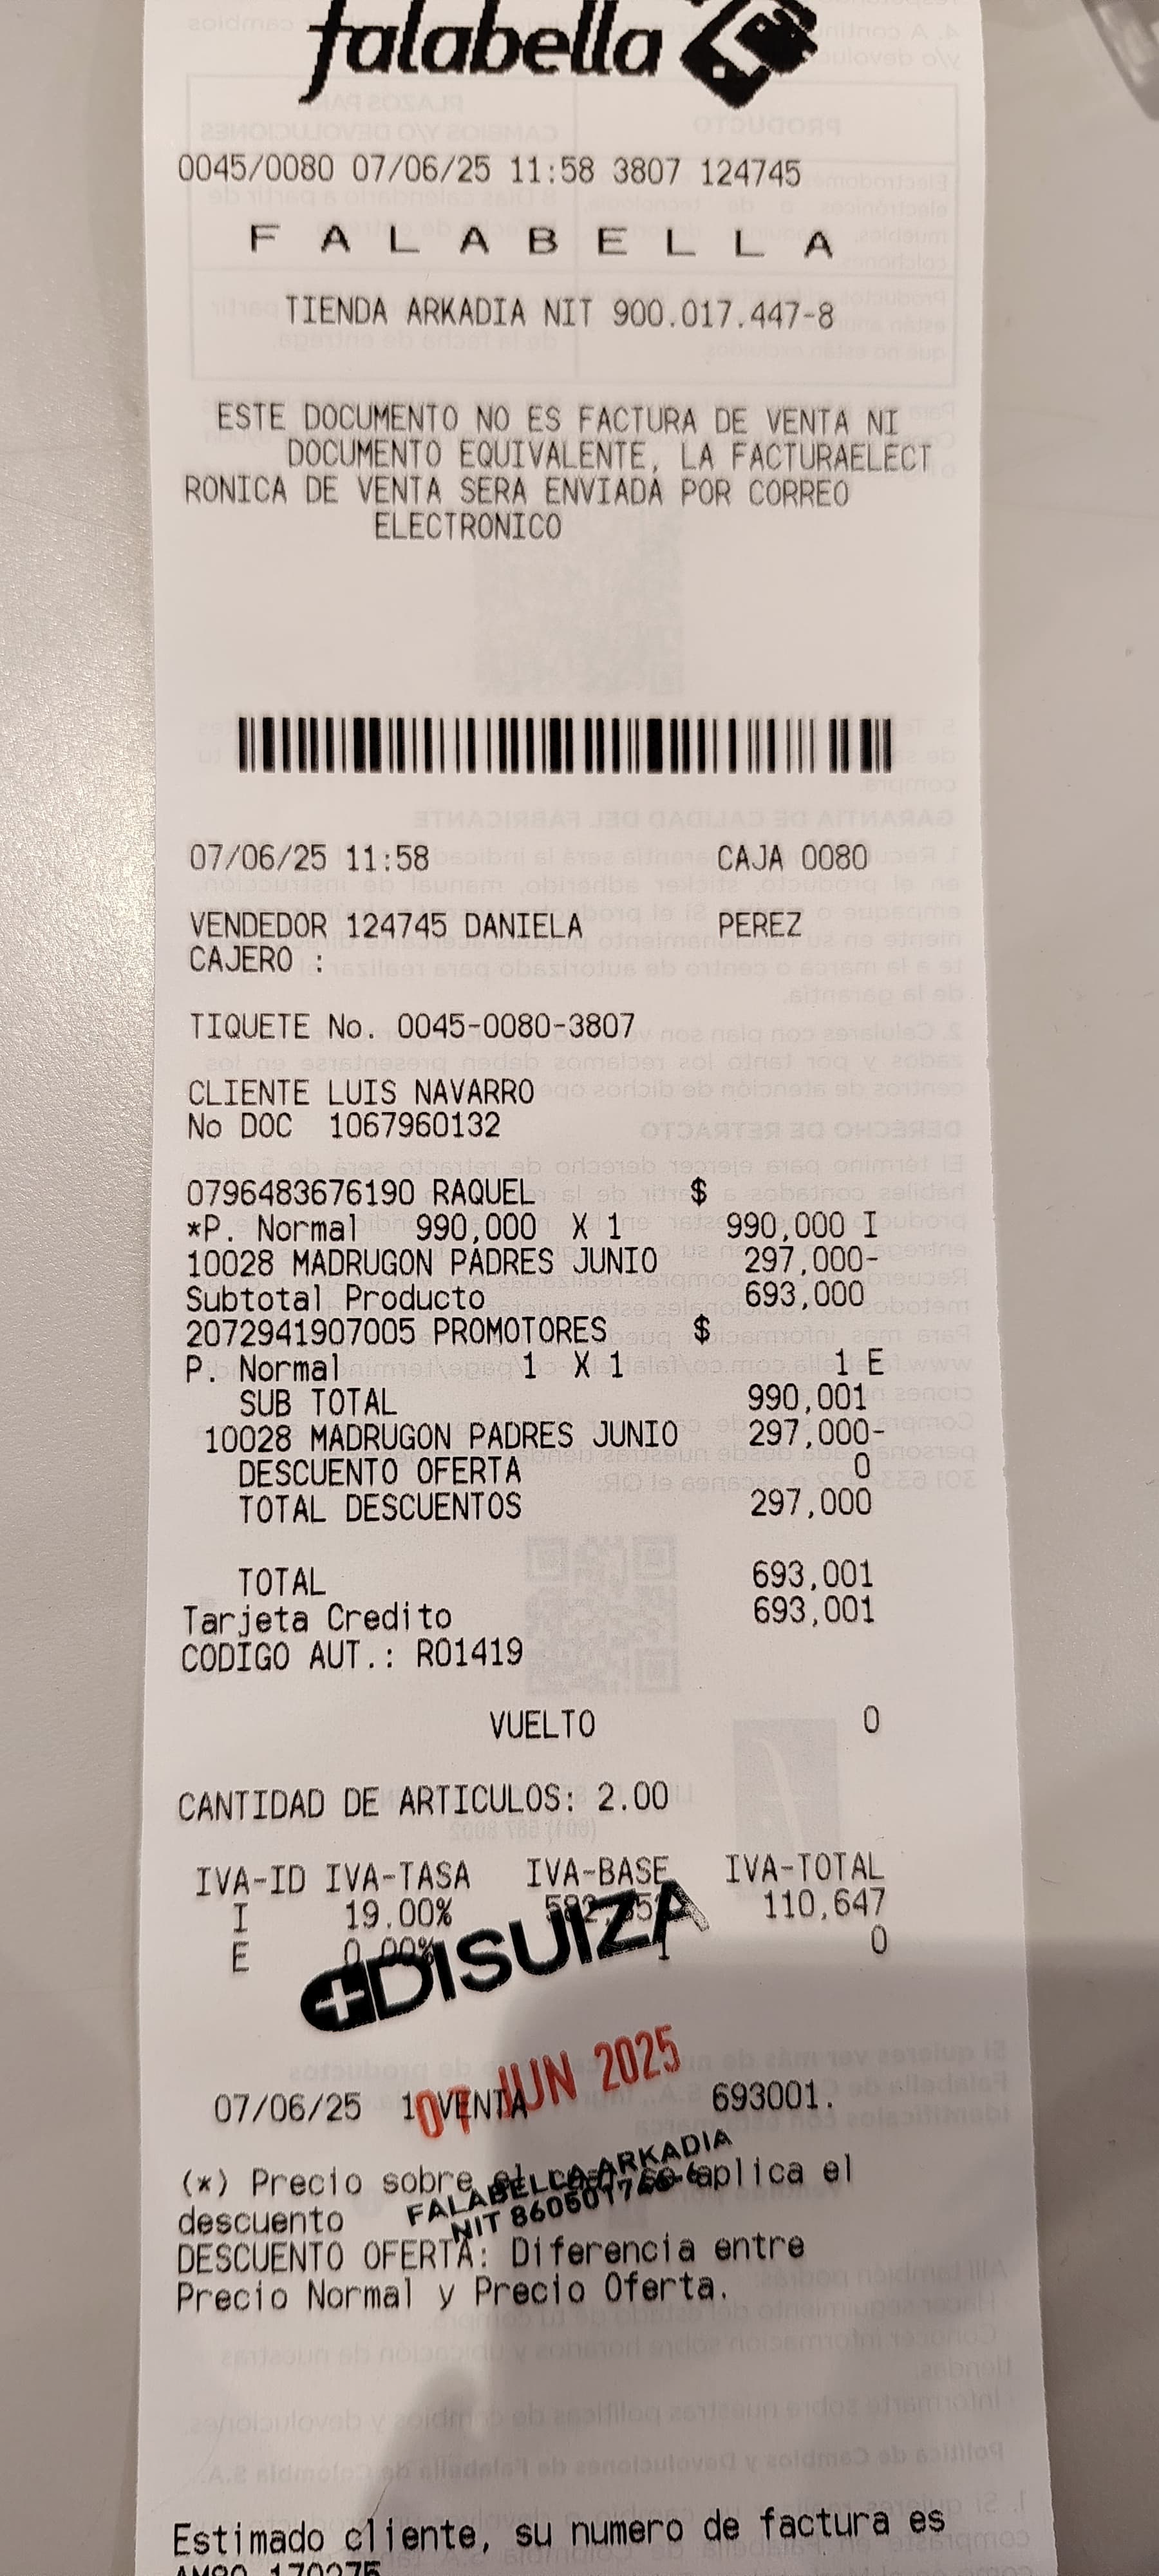 falabella
0045/0080 07/06/25 11:58 3807 124745
F A L A B E L L A
TIENDA ARKADIA NIT 900.017.447-8
ESTE DOCUMENTO NO ES FACTURA DE VENTA NI
DOCUMENTO EQUIVALENTE, LA FACTURAELECT
RONICA DE VENTA SERA ENVIADA POR CORREO
ELECTRONICO
07/06/25 11:58 CAJA 0080
VENDEDOR 124745 DANIELA PEREZ
CAJERO :
TIQUETE No. 0045-0080-3807
CLIENTE LUIS NAVARRO
No DOC 1067960132
0796483676190 RAQUEL $
*P. Normal 990,000 X 1 990,000 I
10028 MADRUGON PADRES JUNIO 297,000-
Subtotal Producto 693,000
2072941907005 PROMOTORES $
P. Normal 1 X 1 1 E
SUB TOTAL 990,001
10028 MADRUGON PADRES JUNIO 297,000-
DESCUENTO OFERTA 0
TOTAL DESCUENTOS 297,000
TOTAL 693,001
Tarjeta Credito 693,001
CODIGO AUT.: R01419
VUELTO 0
CANTIDAD DE ARTICULOS: 2.00
IVA-ID IVA-TASA IVA-BASE IVA-TOTAL
I 19.00% 110,647
E 0.00% 1 0
DISUIZA
07 JUN 2025
07/06/25 1 VENTA 693001.
FALABELLA ARKADIA
(*) Precio sobre el cual se aplica el
descuento
NIT
DESCUENTO OFERTA: Diferencia entre
Precio Normal y Precio Oferta.
Estimado cliente, su numero de factura es